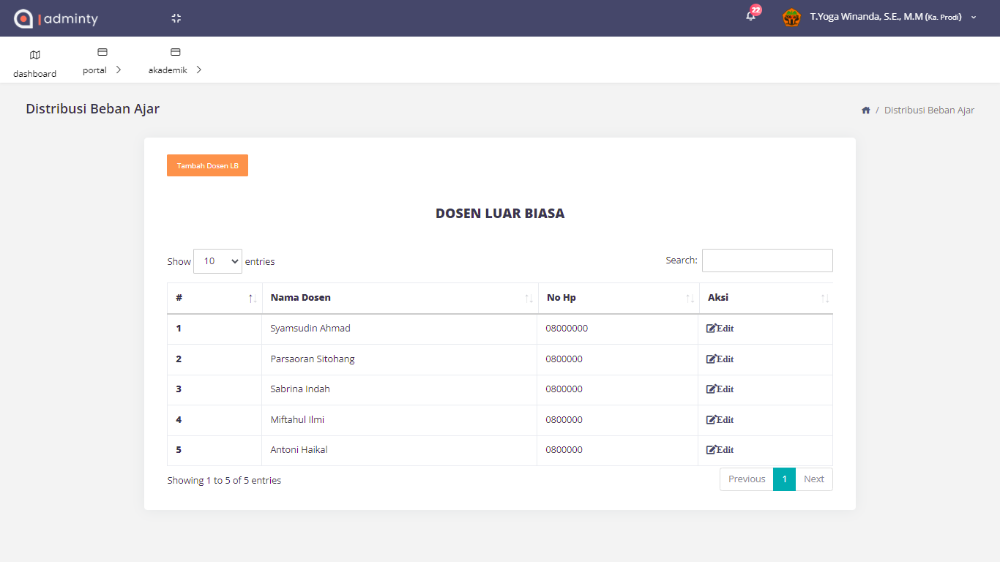 adminty
22
T.Yoga Winanda, S.E., M.M (Ka. Prodi)
dashboard
portal
akademik
Distribusi Beban Ajar
/ Distribusi Beban Ajar
Tambah Dosen LB
DOSEN LUAR BIASA
Show 10 entries
Search:
# Nama Dosen No Hp Aksi
1 Syamsudin Ahmad 08000000 Edit
2 Parsaoran Sitohang 0800000 Edit
3 Sabrina Indah 0800000 Edit
4 Miftahul Ilmi 0800000 Edit
5 Antoni Haikal 0800000 Edit
Showing 1 to 5 of 5 entries
Previous 1 Next